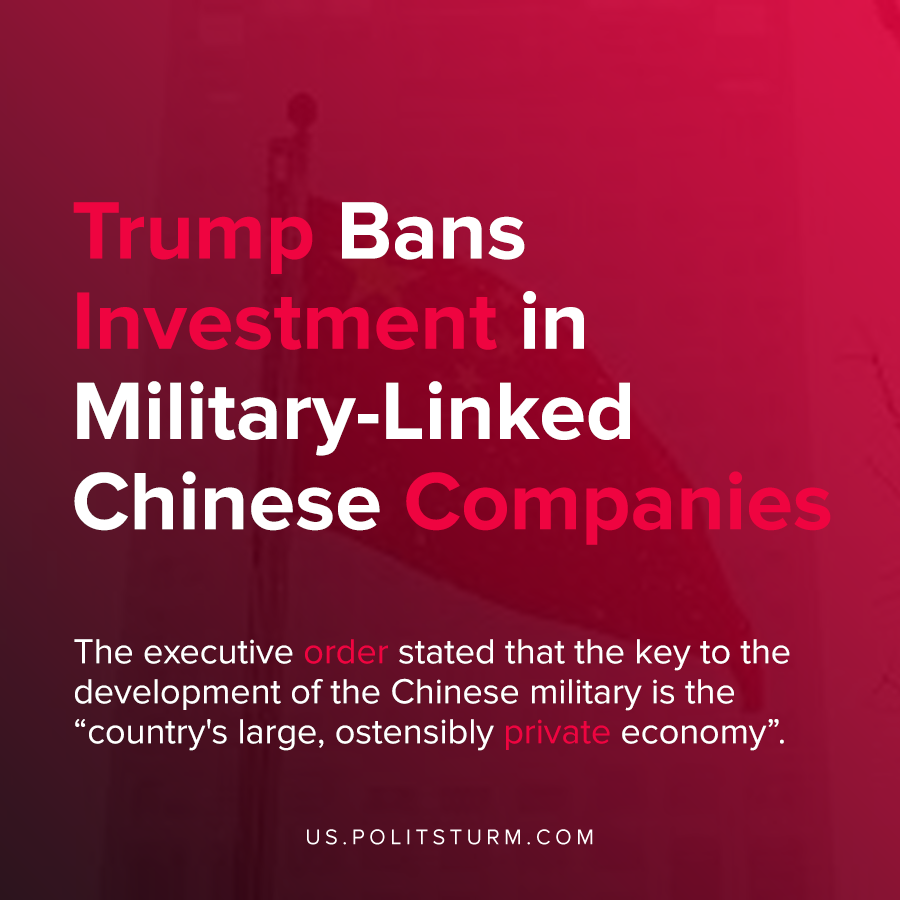 Trump Bans
Investment in
Military-Linked
Chinese Companies
The executive order stated that the key to the
development of the Chinese military is the
“country's large, ostensibly private economy”.
US.POLITSTURM.COM